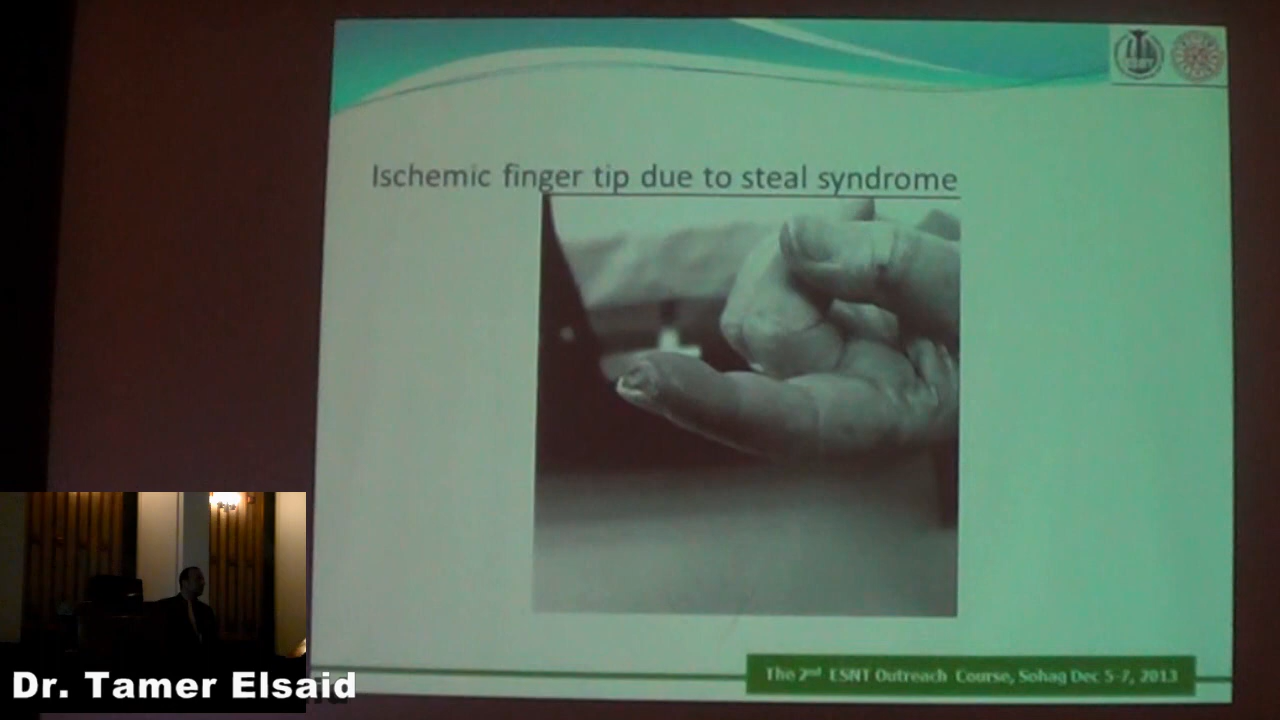 Ischemic finger tip due to steal syndrome
The 2nd ESNT Outreach Course, Sohag Dec 5-7, 2013
Dr. Tamer Elsaid